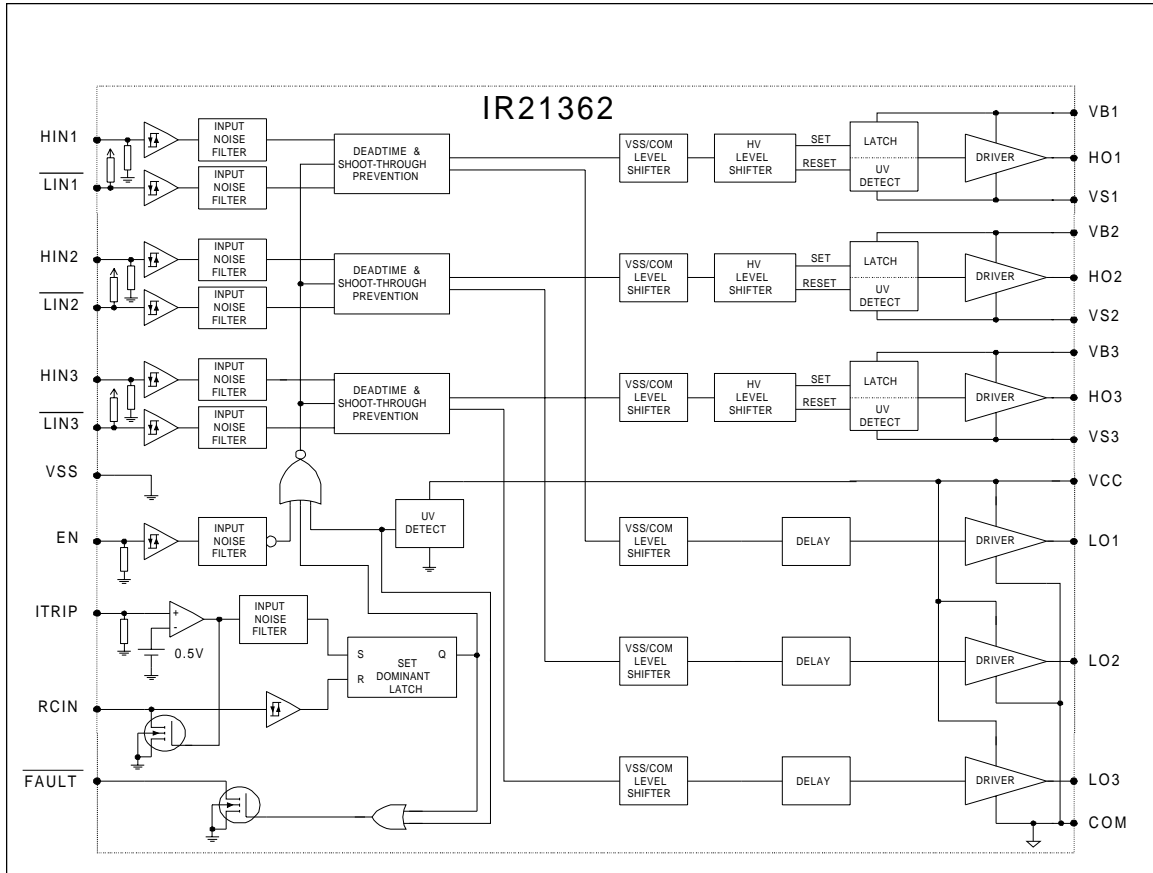 IR21362
HIN1
LIN1
INPUT
NOISE
FILTER
INPUT
NOISE
FILTER
DEADTIME &
SHOOT-THROUGH
PREVENTION
VSS/COM
LEVEL
SHIFTER
HV
LEVEL
SHIFTER
SET
RESET
LATCH
UV
DETECT
DRIVER
VB1
HO1
VS1
HIN2
LIN2
INPUT
NOISE
FILTER
INPUT
NOISE
FILTER
DEADTIME &
SHOOT-THROUGH
PREVENTION
VSS/COM
LEVEL
SHIFTER
HV
LEVEL
SHIFTER
SET
RESET
LATCH
UV
DETECT
DRIVER
VB2
HO2
VS2
HIN3
LIN3
INPUT
NOISE
FILTER
INPUT
NOISE
FILTER
DEADTIME &
SHOOT-THROUGH
PREVENTION
VSS/COM
LEVEL
SHIFTER
HV
LEVEL
SHIFTER
SET
RESET
LATCH
UV
DETECT
DRIVER
VB3
HO3
VS3
VSS
VCC
EN
INPUT
NOISE
FILTER
UV
DETECT
VSS/COM
LEVEL
SHIFTER
DELAY
DRIVER
LO1
ITRIP
+
-
0.5V
INPUT
NOISE
FILTER
S
R
Q
SET
DOMINANT
LATCH
VSS/COM
LEVEL
SHIFTER
DELAY
DRIVER
LO2
RCIN
FAULT
VSS/COM
LEVEL
SHIFTER
DELAY
DRIVER
LO3
COM